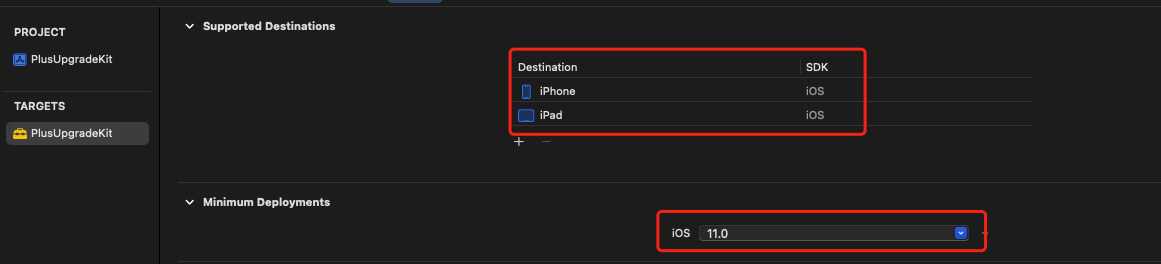 PROJECT
PlusUpgradeKit
TARGETS
PlusUpgradeKit
Supported Destinations
Destination SDK
iPhone iOS
iPad iOS
Minimum Deployments
iOS 11.0